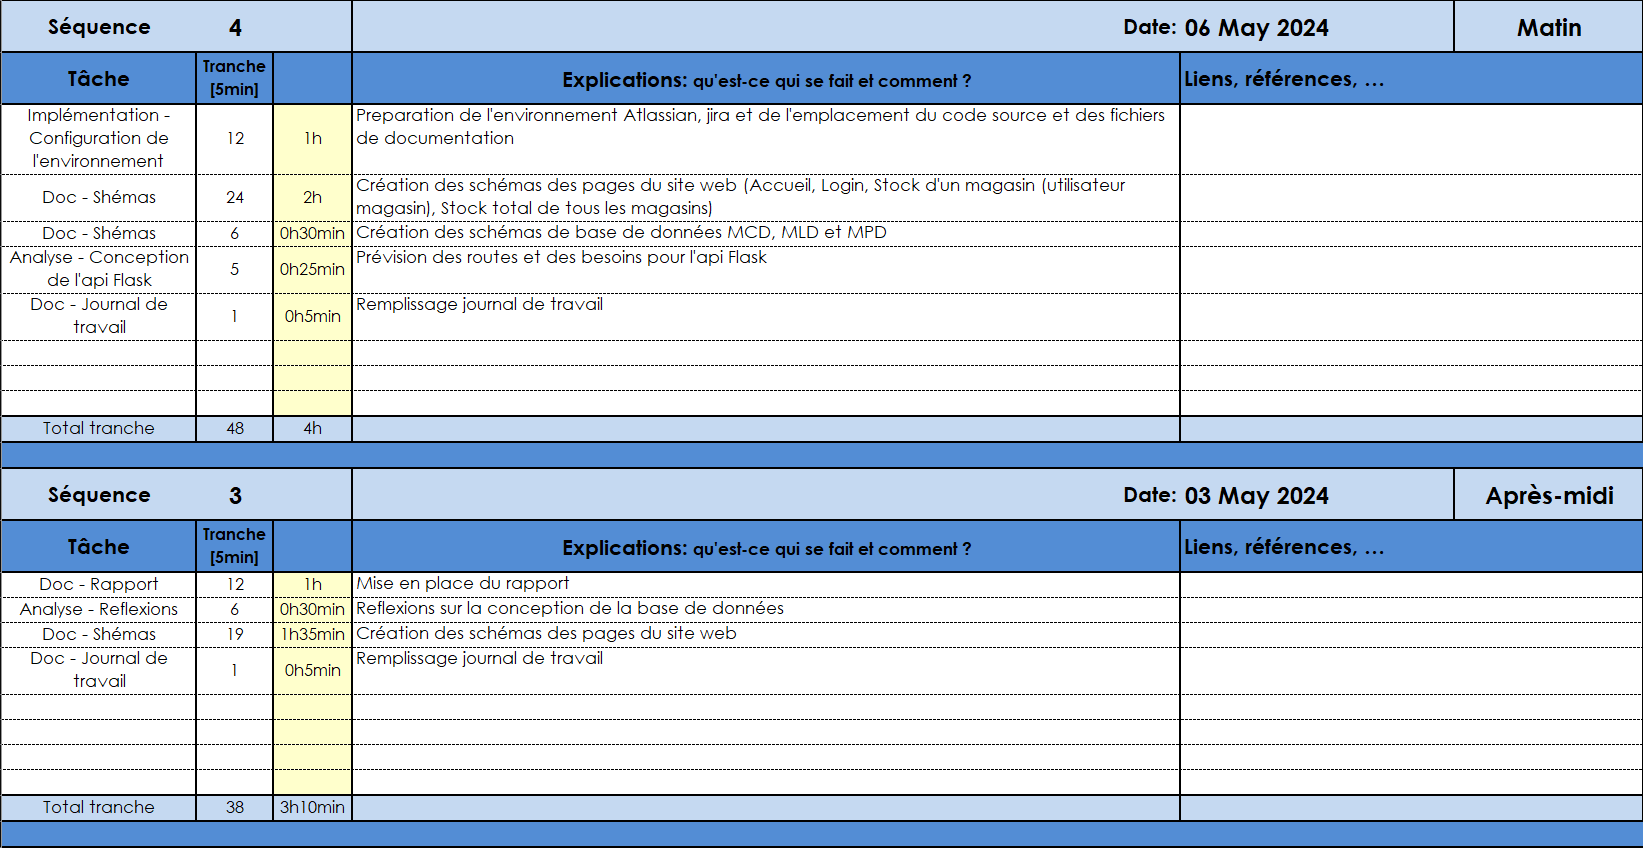 Séquence 4 Date: 06 May 2024 Matin
Tâche Tranche [5min] Explications: qu'est-ce qui se fait et comment ? Liens, références, ...
Implémentation -
Configuration de
l'environnement
12 1h
Preparation de l'environnement Atlassian, jira et de l'emplacement du code source et des fichiers
de documentation
Doc - Shémas 24 2h
Création des schémas des pages du site web (Accueil, Login, Stock d'un magasin (utilisateur
magasin), Stock total de tous les magasins)
Doc - Shémas 6 0h30min Création des schémas de base de données MCD, MLD et MPD
Analyse - Conception
de l'api Flask
5 0h25min
Prévision des routes et des besoins pour l'api Flask
Doc - Journal de
travail
1 0h5min
Remplissage journal de travail
Total tranche 48 4h
Séquence 3 Date: 03 May 2024 Après-midi
Tâche Tranche [5min] Explications: qu'est-ce qui se fait et comment ? Liens, références, ...
Doc - Rapport 12 1h Mise en place du rapport
Analyse - Reflexions 6 0h30min Reflexions sur la conception de la base de données
Doc - Shémas 19 1h35min Création des schémas des pages du site web
Doc - Journal de
travail
1 0h5min
Remplissage journal de travail
Total tranche 38 3h10min